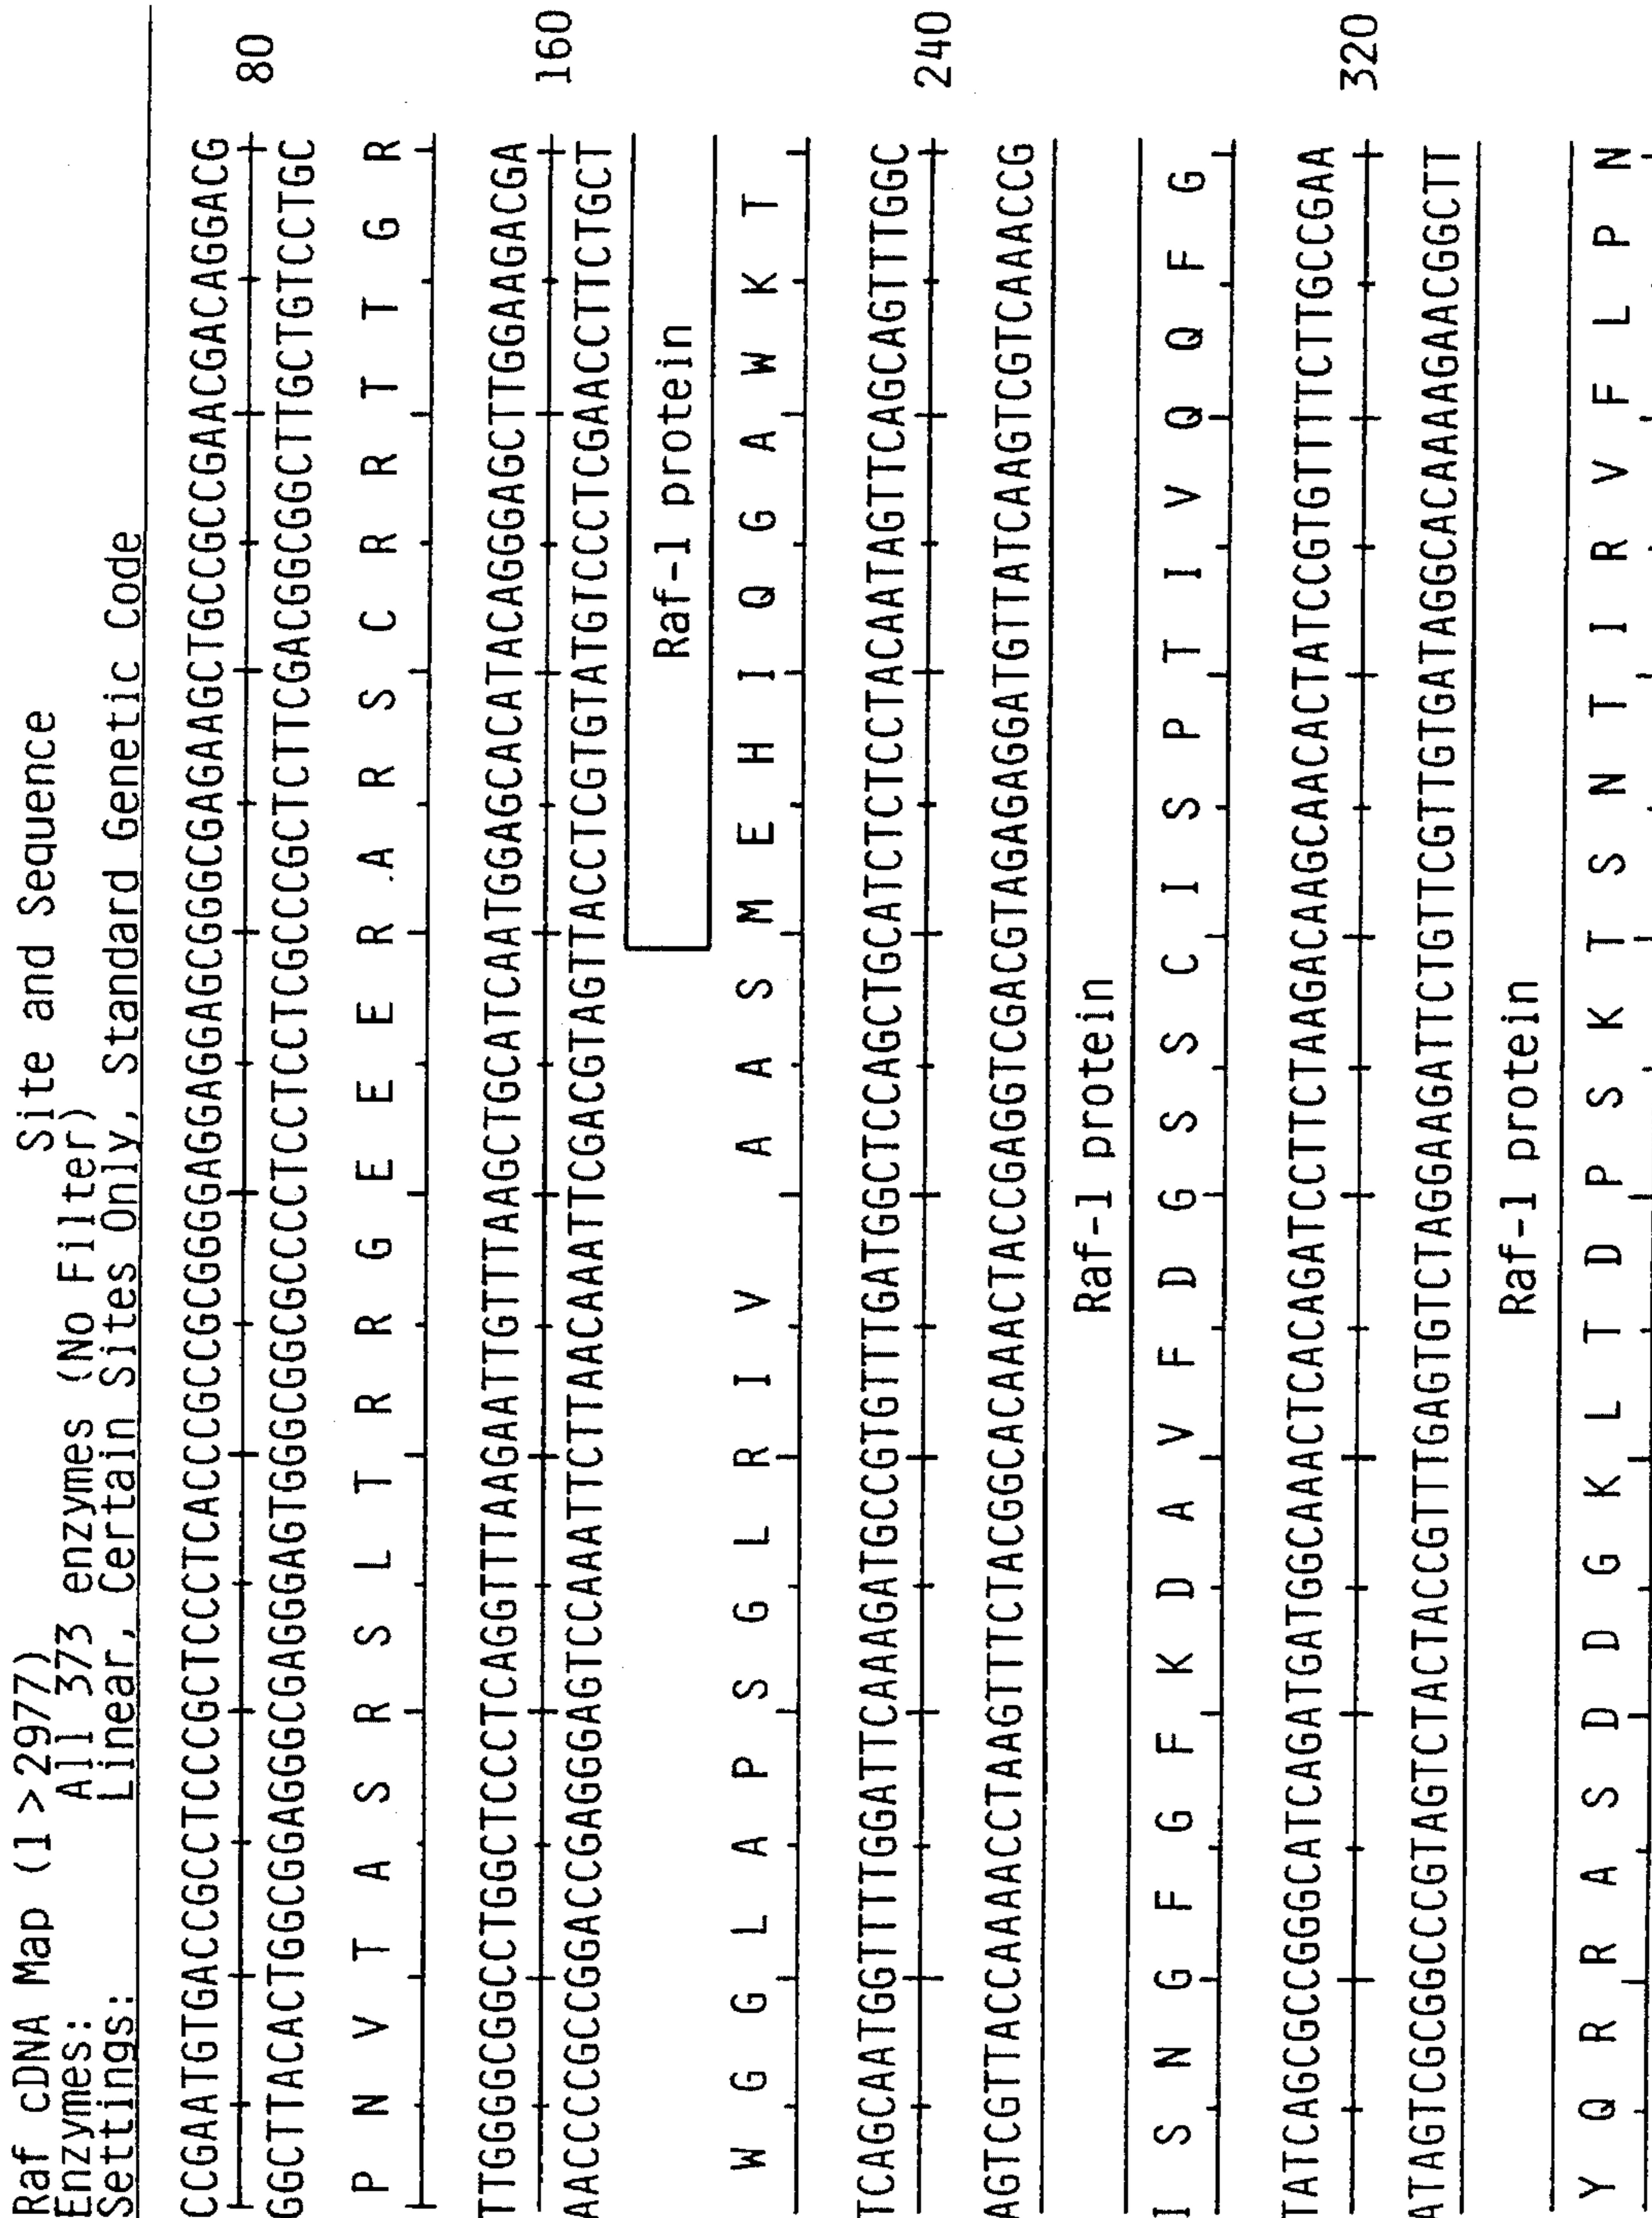 Raf cDNA Map (1 > 2977) Site and Sequence
Enzymes: All 373 enzymes (No Filter)
Settings: Linear, Certain Sites Only, Standard Genetic Code
CCGAATGTGACCGCCTCCCGCTCCCTCACCCGCCGCGGGGAGGAGGAGCGGGCGAGAAGCTGCCGCCGAACGACAGGACG 80
GGCTTACACTGGCGGAGGGCGAGGGAGTGGGCGGCGCCCCTCCTCCTCGCCCGCTCTTCGACGGCGGCTTGCTGTCCTGC
P N V T A S R S L T R R G E E E R A R S C R R T T G R
TTGGGGCGGCCTGGCTCCCTCAGGTTTAAGAATTGTTTAAGCTGCATCAATGGAGCACATACAGGGAGCTTGGAAGACGA 160
AACCCCGCCGGACCGAGGGAGTCCAAATTCTTAACAAATTCGACGTAGTTACCTCGTGTATGTCCCTCGAACCTTCTGCT
Raf-1 protein
W G G L A P S G L R I V A A S M E H I Q G A W K T
TCAGCAATGGTTTTGGATTCAAAGATGCCGTGTTTGATGGCTCCAGCTGCATCTCTCCTACAATAGTTCAGCAGTTTGGC 240
AGTCGTTACCAAAACCTAAGTTTCTACGGCACAAACTACCGAGGTCGACGTAGAGAGGATGTTATCAAGTCGTCAAACCG
Raf-1 protein
I S N G F G F K D A V F D G S S C I S P T I V Q Q F G
TATCAGCGCCGGGCATCAGATGATGGCAAACTCACAGATCCTTCTAAGACAAGCAACACTATCCGTGTTTTCTTGCCGAA 320
ATAGTCGCGGCCCGTAGTCTACTACCGTTTGAGTGTCTAGGAAGATTCTGTTCGTTGTGATAGGCACAAAAGAACGGCTT
Raf-1 protein
Y Q R R A S D D G K L T D P S K T S N T I R V F L P N